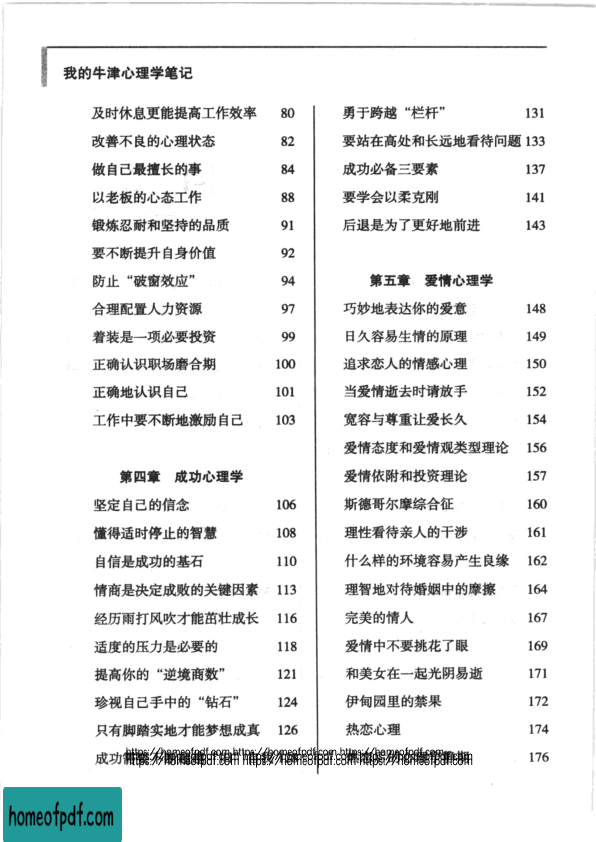 我的牛津心理学笔记
及时休息更能提高工作效率 80
改善不良的心理状态 82
做自己最擅长的事 84
以老板的心态工作 88
锻炼忍耐和坚持的品质 91
要不断提升自身价值 92
防止“破窗效应” 94
合理配置人力资源 97
着装是一项必要投资 99
正确认识职场磨合期 100
正确地认识自己 101
工作中要不断地激励自己 103
第四章 成功心理学
坚定自己的信念 106
懂得适时停止的智慧 108
自信是成功的基石 110
情商是决定成败的关键因素 113
经历雨打风吹才能茁壮成长 116
适度的压力是必要的 118
提高你的“逆境商数” 121
珍视自己手中的“钻石” 124
只有脚踏实地才能梦想成真 126
成功
勇于跨越“栏杆” 131
要站在高处和长远地看待问题 133
成功必备三要素 137
要学会以柔克刚 141
后退是为了更好地前进 143
第五章 爱情心理学
巧妙地表达你的爱意 148
日久容易生情的原理 149
追求恋人的情感心理 150
当爱情逝去时请放手 152
宽容与尊重让爱长久 154
爱情态度和爱情观类型理论 156
爱情依附和投资理论 157
斯德哥尔摩综合征 160
理性看待亲人的干涉 161
什么样的环境容易产生良缘 162
理智地对待婚姻中的摩擦 164
完美的情人 167
爱情中不要挑花了眼 169
和美女在一起光阴易逝 171
伊甸园里的禁果 172
热恋心理 174
176
https://homeofpdf.com https://homeofpdf.com https://homeofpdf.com
https://homeofpdf.com https://homeofpdf.com https://homeofpdf.com
homeofpdf.com